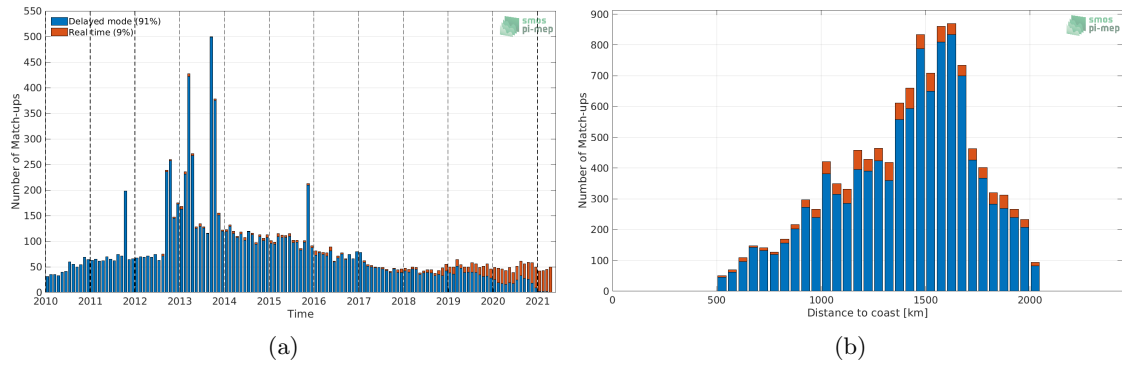 Delayed mode (91%)
Real time (9%)
smos
pi-mep
Number of Match-ups
550
500
450
400
350
300
250
200
150
100
50
0
2010 2011 2012 2013 2014 2015 2016 2017 2018 2019 2020 2021
Time
(a)
smos
pi-mep
Number of Match-ups
900
800
700
600
500
400
300
200
100
0
0 500 1000 1500 2000
Distance to coast [km]
(b)